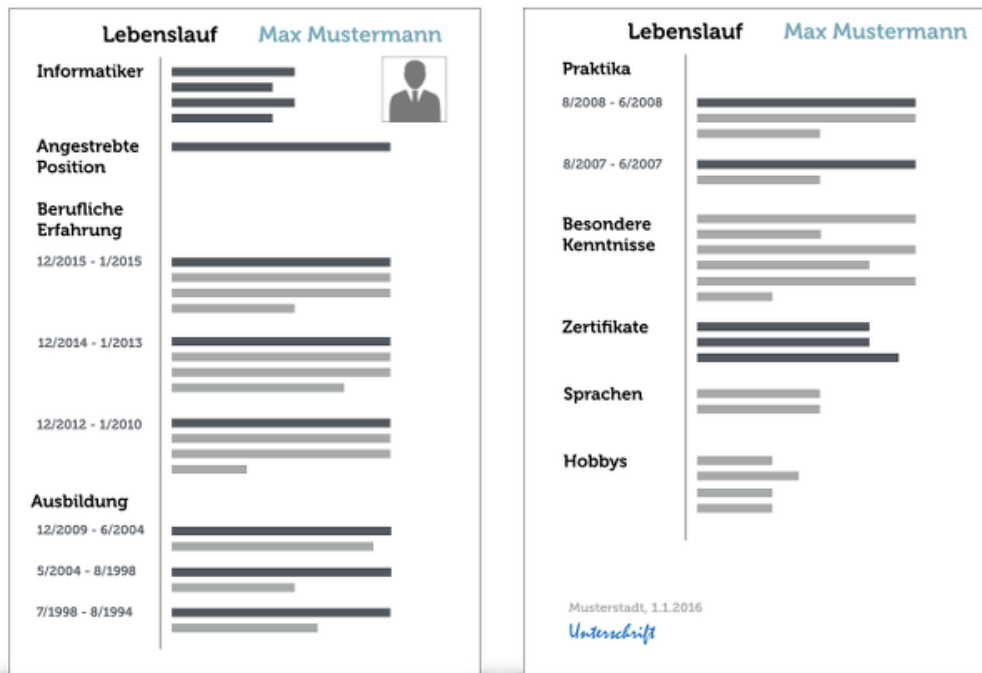 Lebenslauf Max Mustermann
Informatiker
Angestrebte
Position
Berufliche
Erfahrung
12/2015 - 1/2015
12/2014 - 1/2013
12/2012 - 1/2010
Ausbildung
12/2009 - 6/2004
5/2004 - 8/1998
7/1998 - 8/1994
Lebenslauf Max Mustermann
Praktika
8/2008 - 6/2008
8/2007 - 6/2007
Besondere
Kenntnisse
Zertifikate
Sprachen
Hobbys
Musterstadt, 1.1.2016
Unterschrift